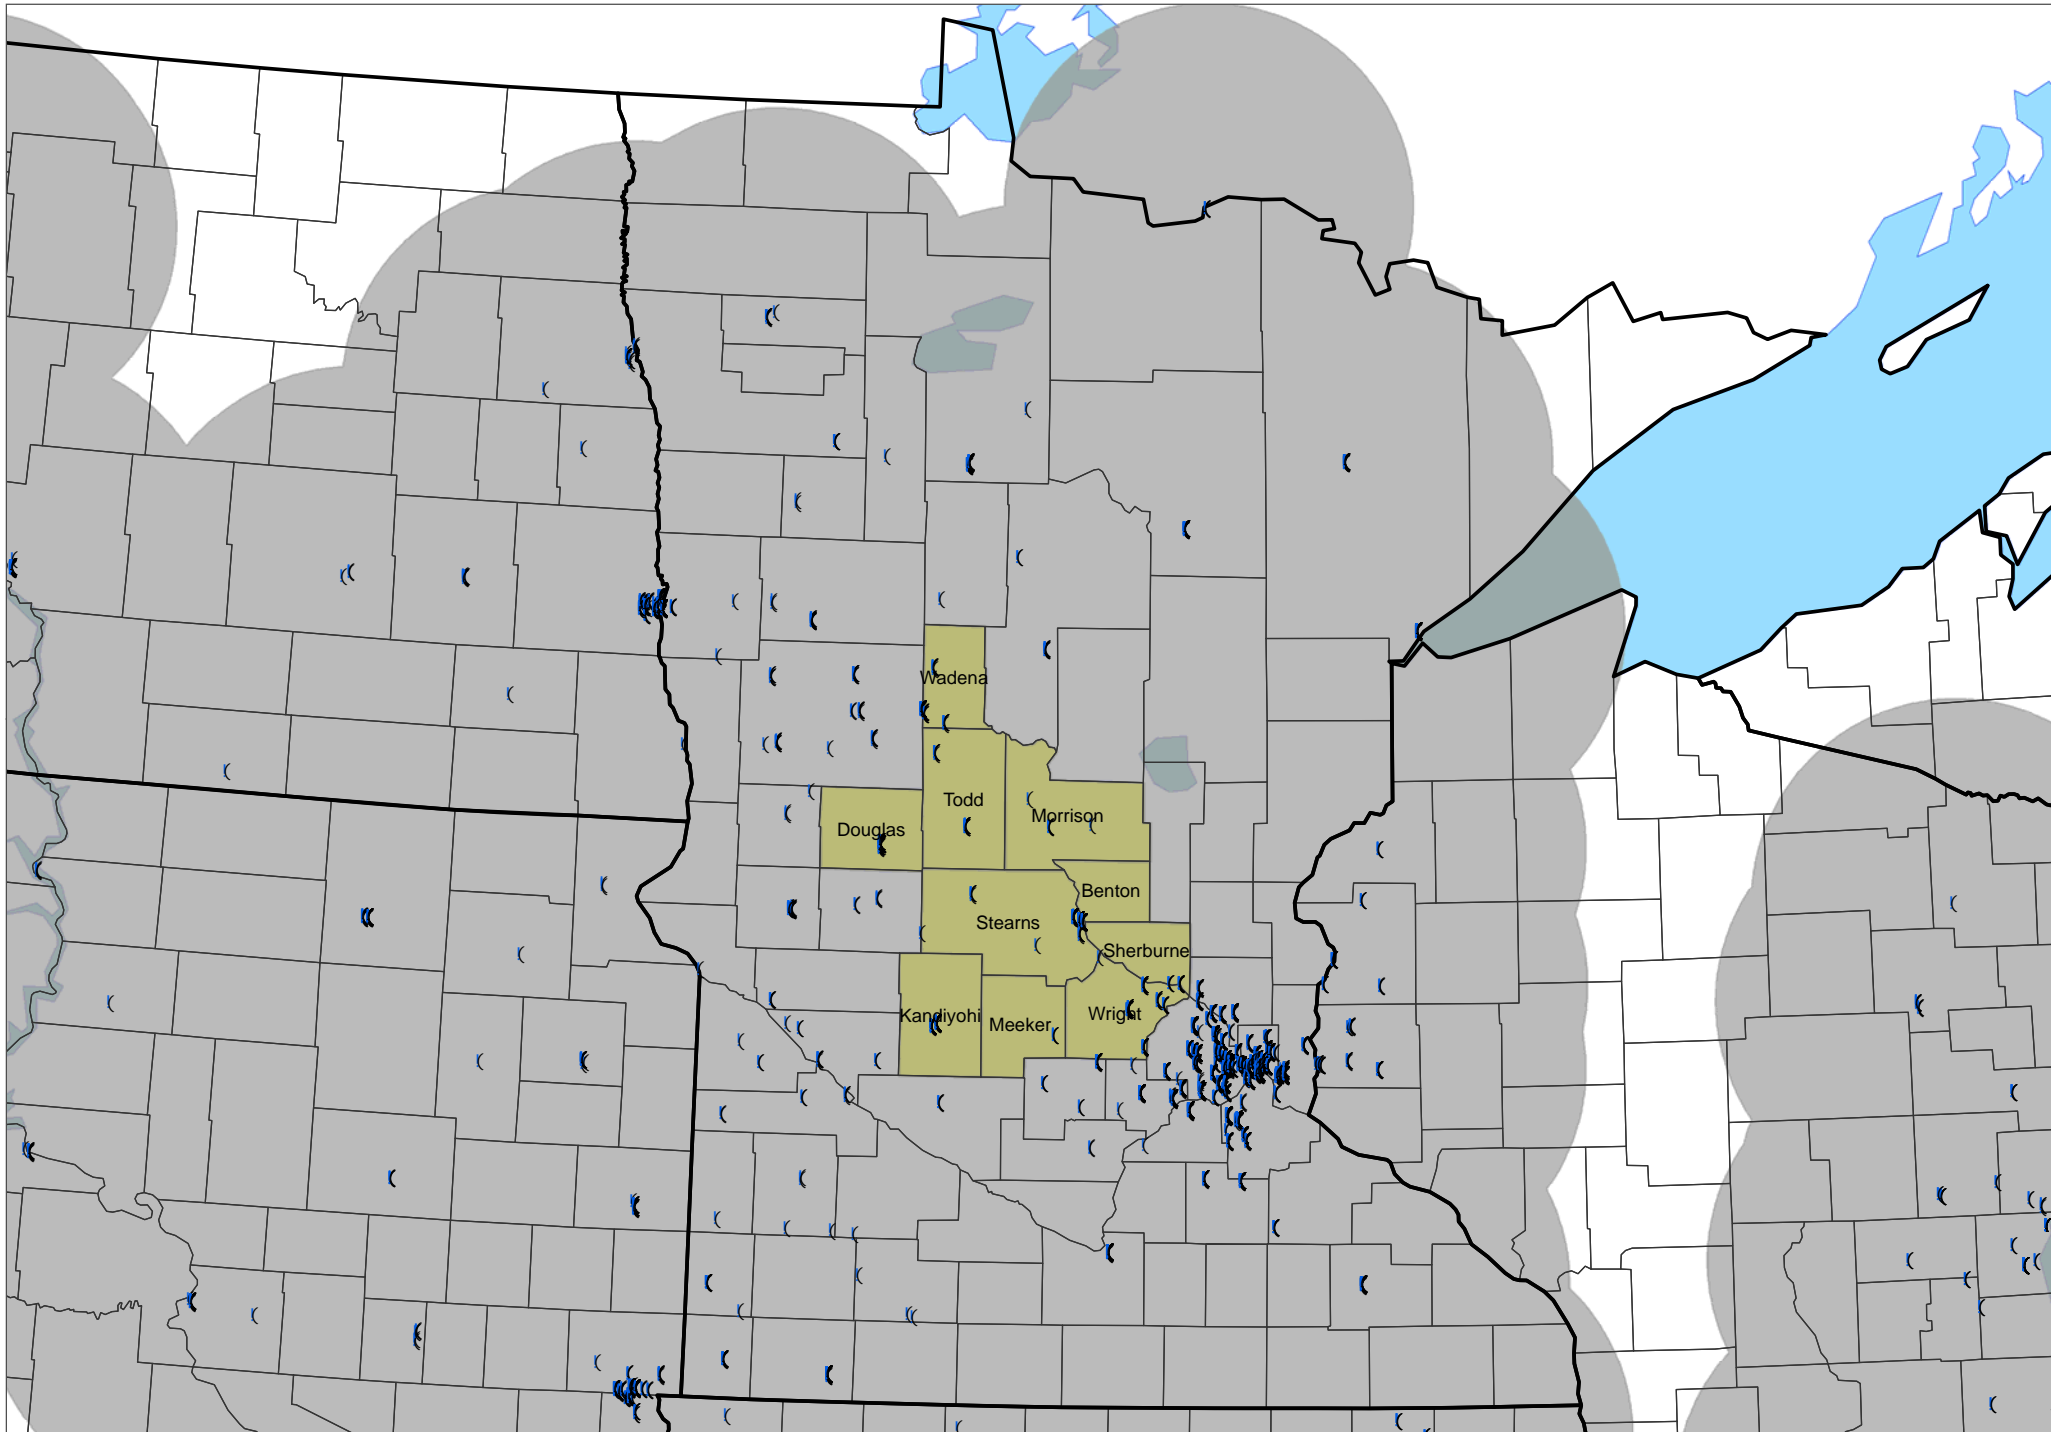 Wadena
Todd
Morrison
Douglas
Benton
Stearns
Sherburne
Kandiyohi
Meeker
Wright